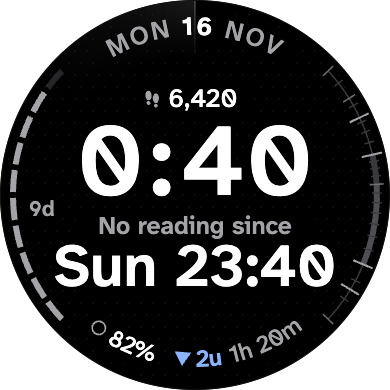 MON 16 NOV
6,420
0:40
9d
No reading since
Sun 23:40
82% 2u 1h 20m